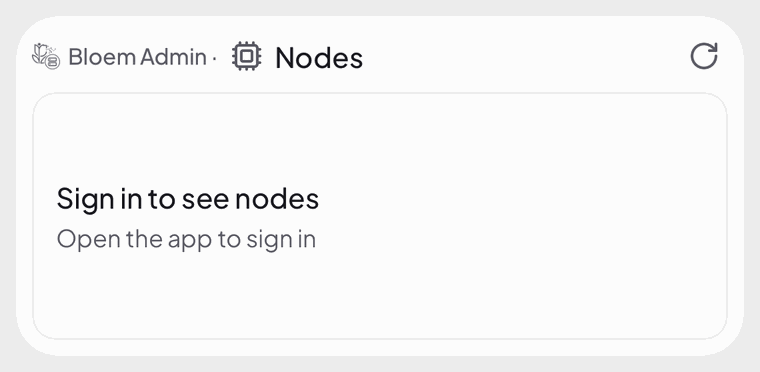 Bloem Admin · Nodes
Sign in to see nodes
Open the app to sign in